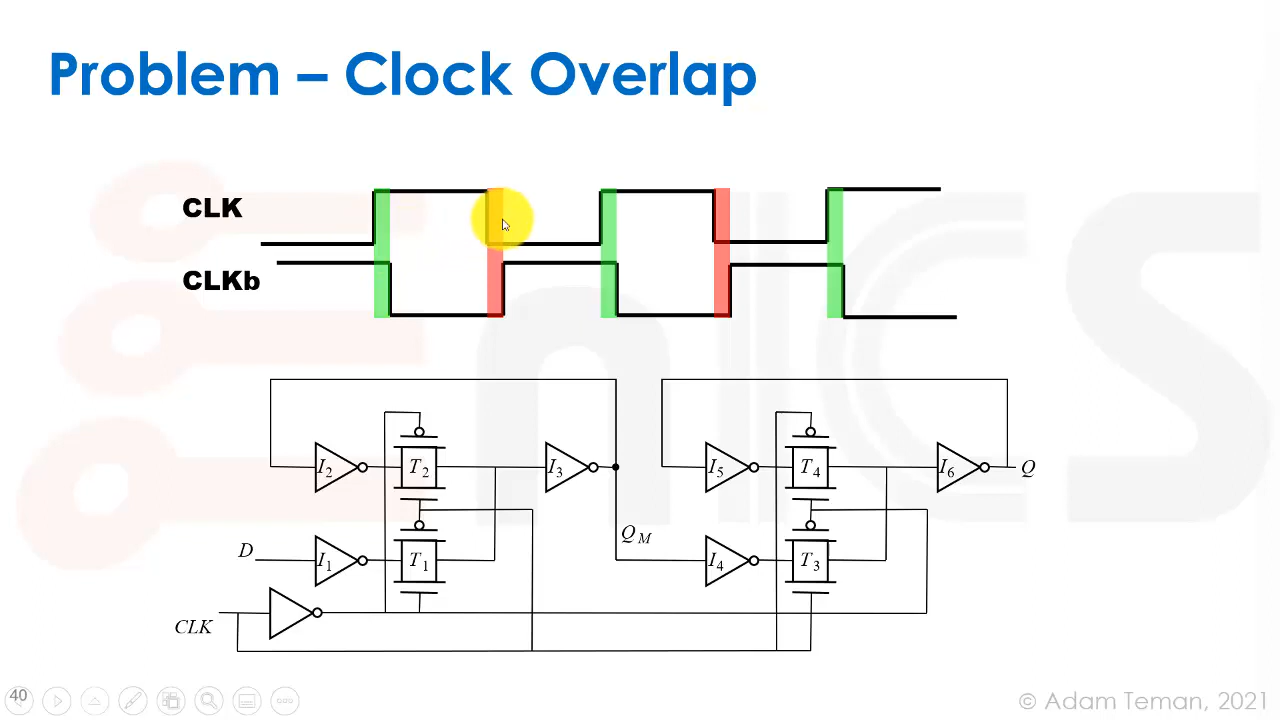 Problem – Clock Overlap
CLK
CLKb
I2 T2 I3 I5 T4 I6 Q
QM
D I1 T1 I4 T3
CLK
40
© Adam Teman, 2021
nICS